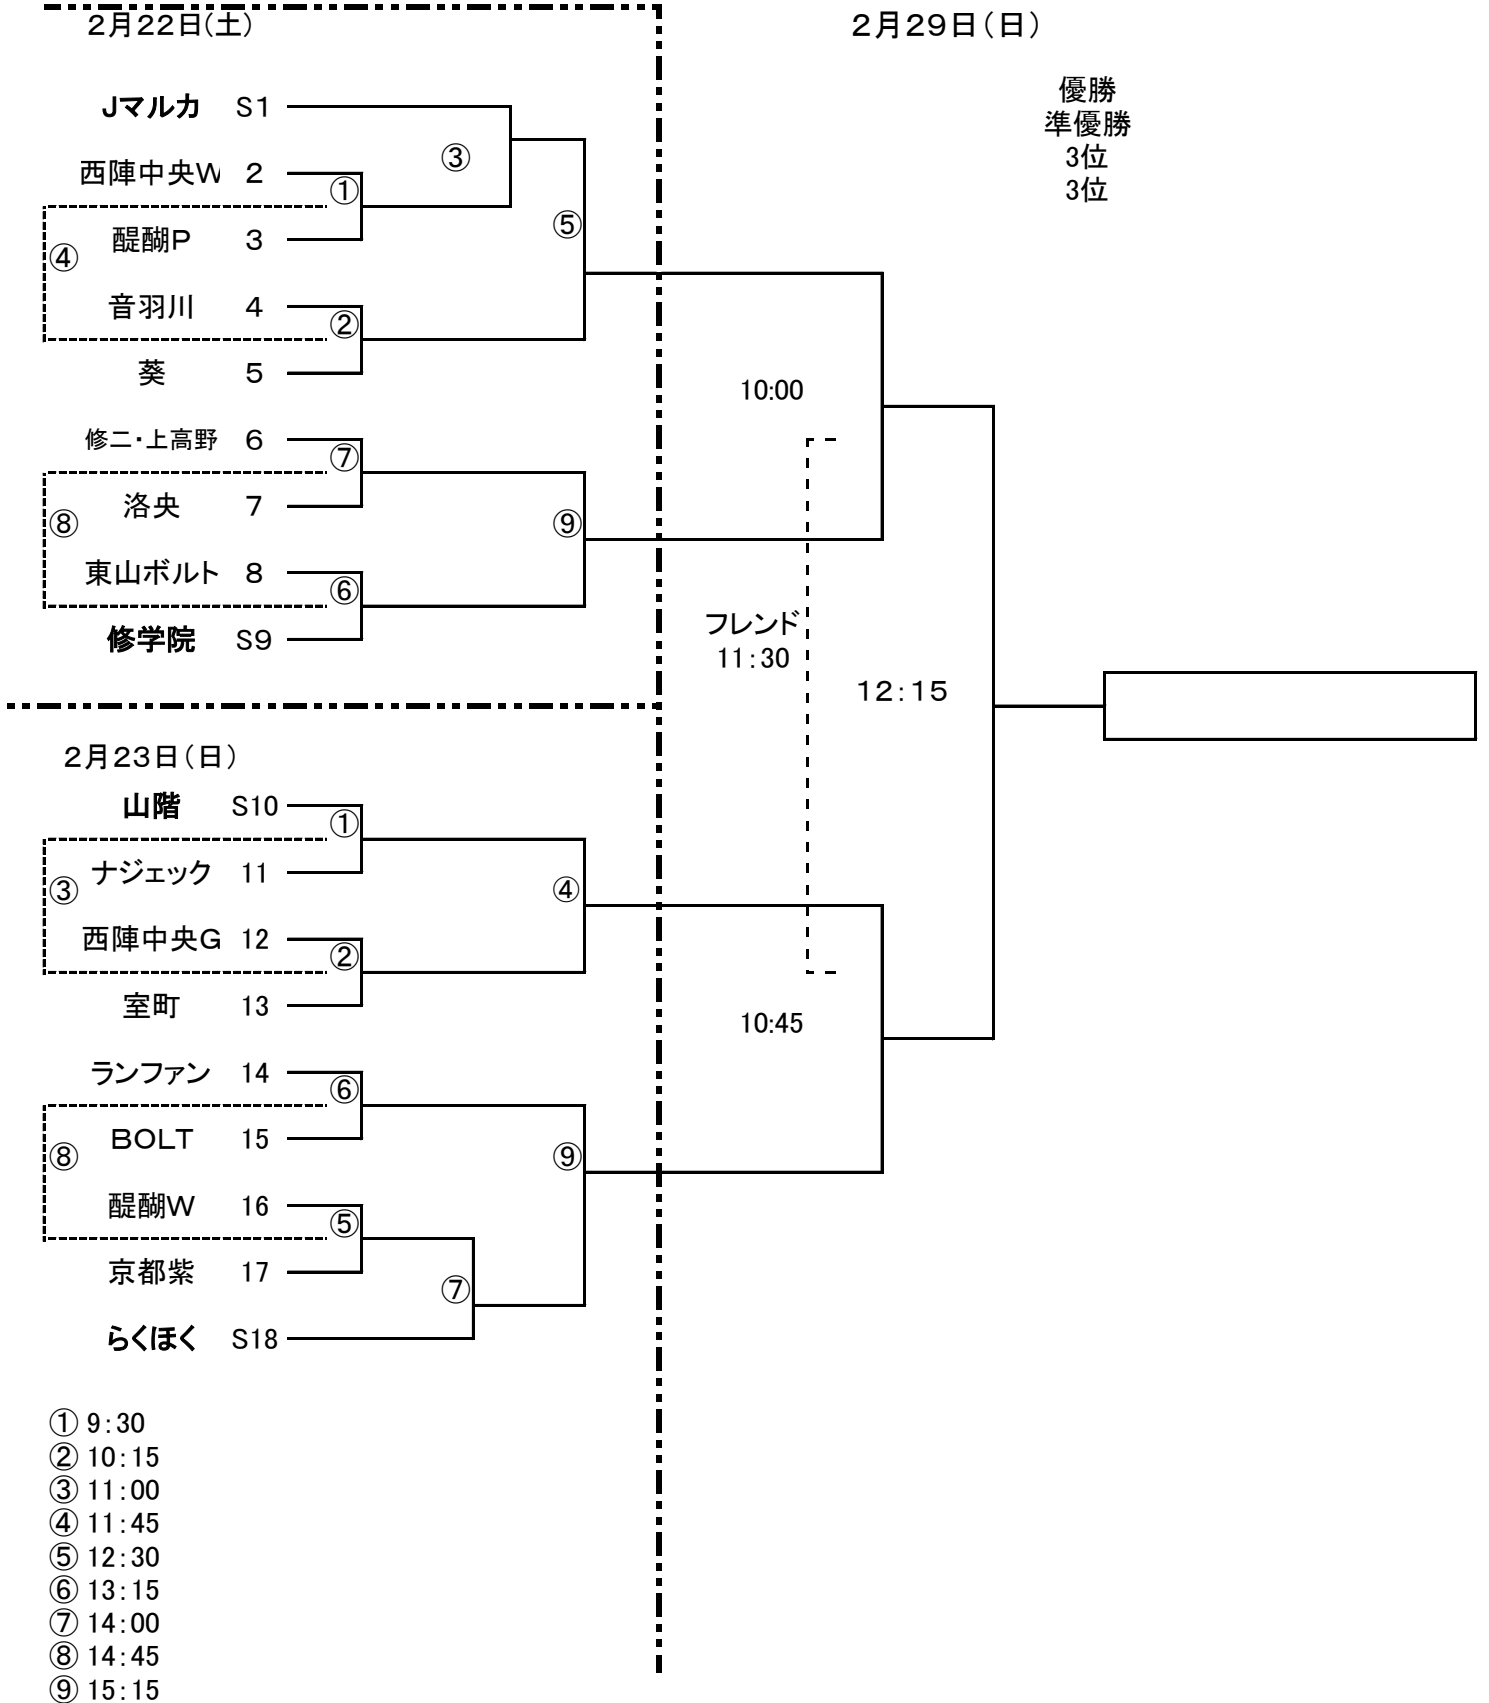 2月22日(土)
2月29日(日)
優勝
準優勝
3位
3位
Jマルカ S1
③
西陣中央W 2
①
⑤
醍醐P 3
④
音羽川 4
②
葵 5
10:00
修二・上高野 6
⑦
洛央 7
⑧
⑨
東山ボルト 8
⑥
修学院 S9
フレンド
11:30
12:15
2月23日(日)
山階 S10
①
ナジェック 11
③
④
西陣中央G 12
②
室町 13
10:45
ランファン 14
⑥
BOLT 15
⑧
⑨
醍醐W 16
⑤
京都紫 17
⑦
らくほく S18
① 9:30
② 10:15
③ 11:00
④ 11:45
⑤ 12:30
⑥ 13:15
⑦ 14:00
⑧ 14:45
⑨ 15:15